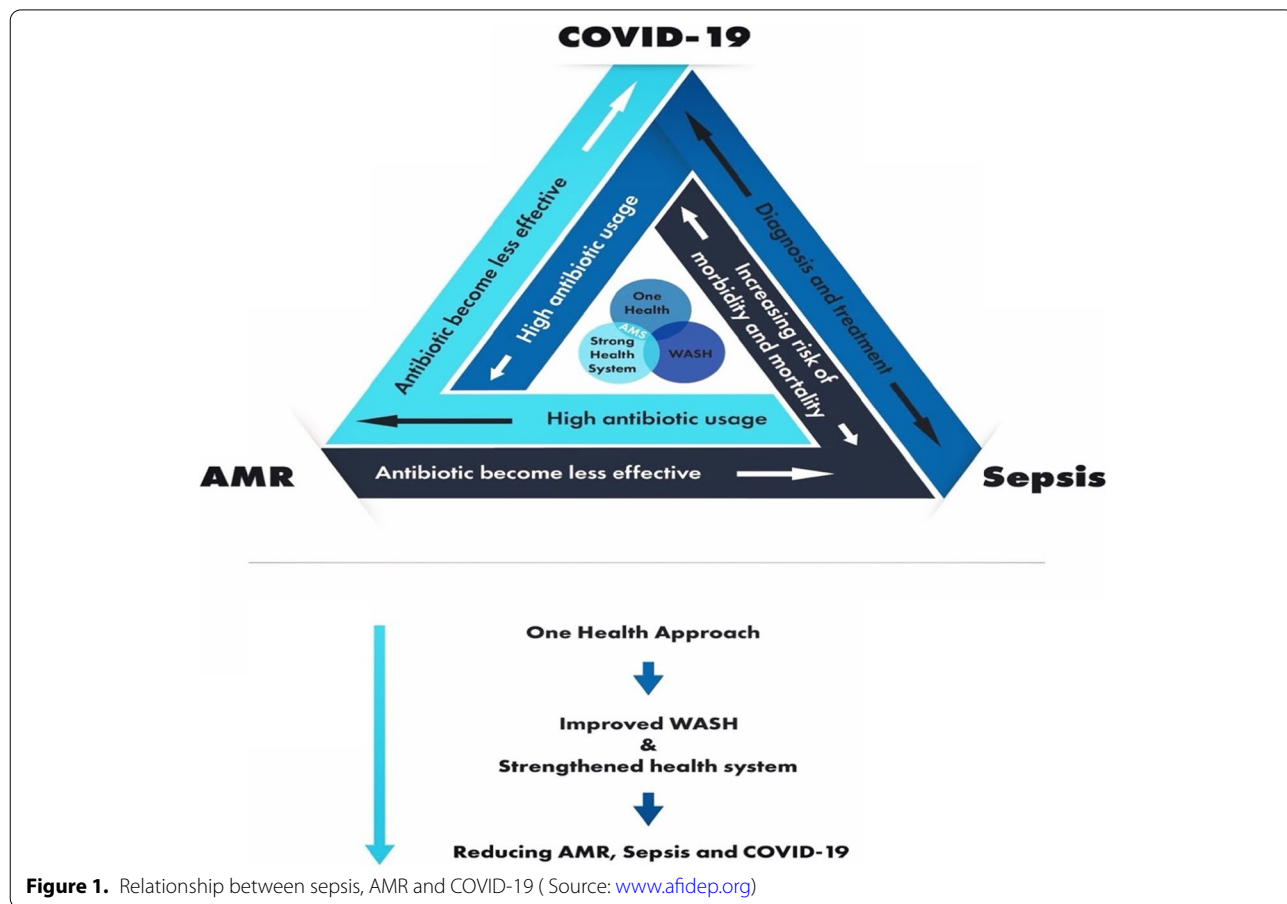 COVID-19
Antibiotic become less effective
High antibiotic usage
Diagnosis and treatment
Increasing risk of
morbidity and mortality
One
Health
AMS
Strong
Health
System
WASH
High antibiotic usage
AMR
Antibiotic become less effective
Sepsis
One Health Approach
Improved WASH
&
Strengthened health system
Reducing AMR, Sepsis and COVID-19
Figure 1. Relationship between sepsis, AMR and COVID-19 ( Source: www.afidep.org)